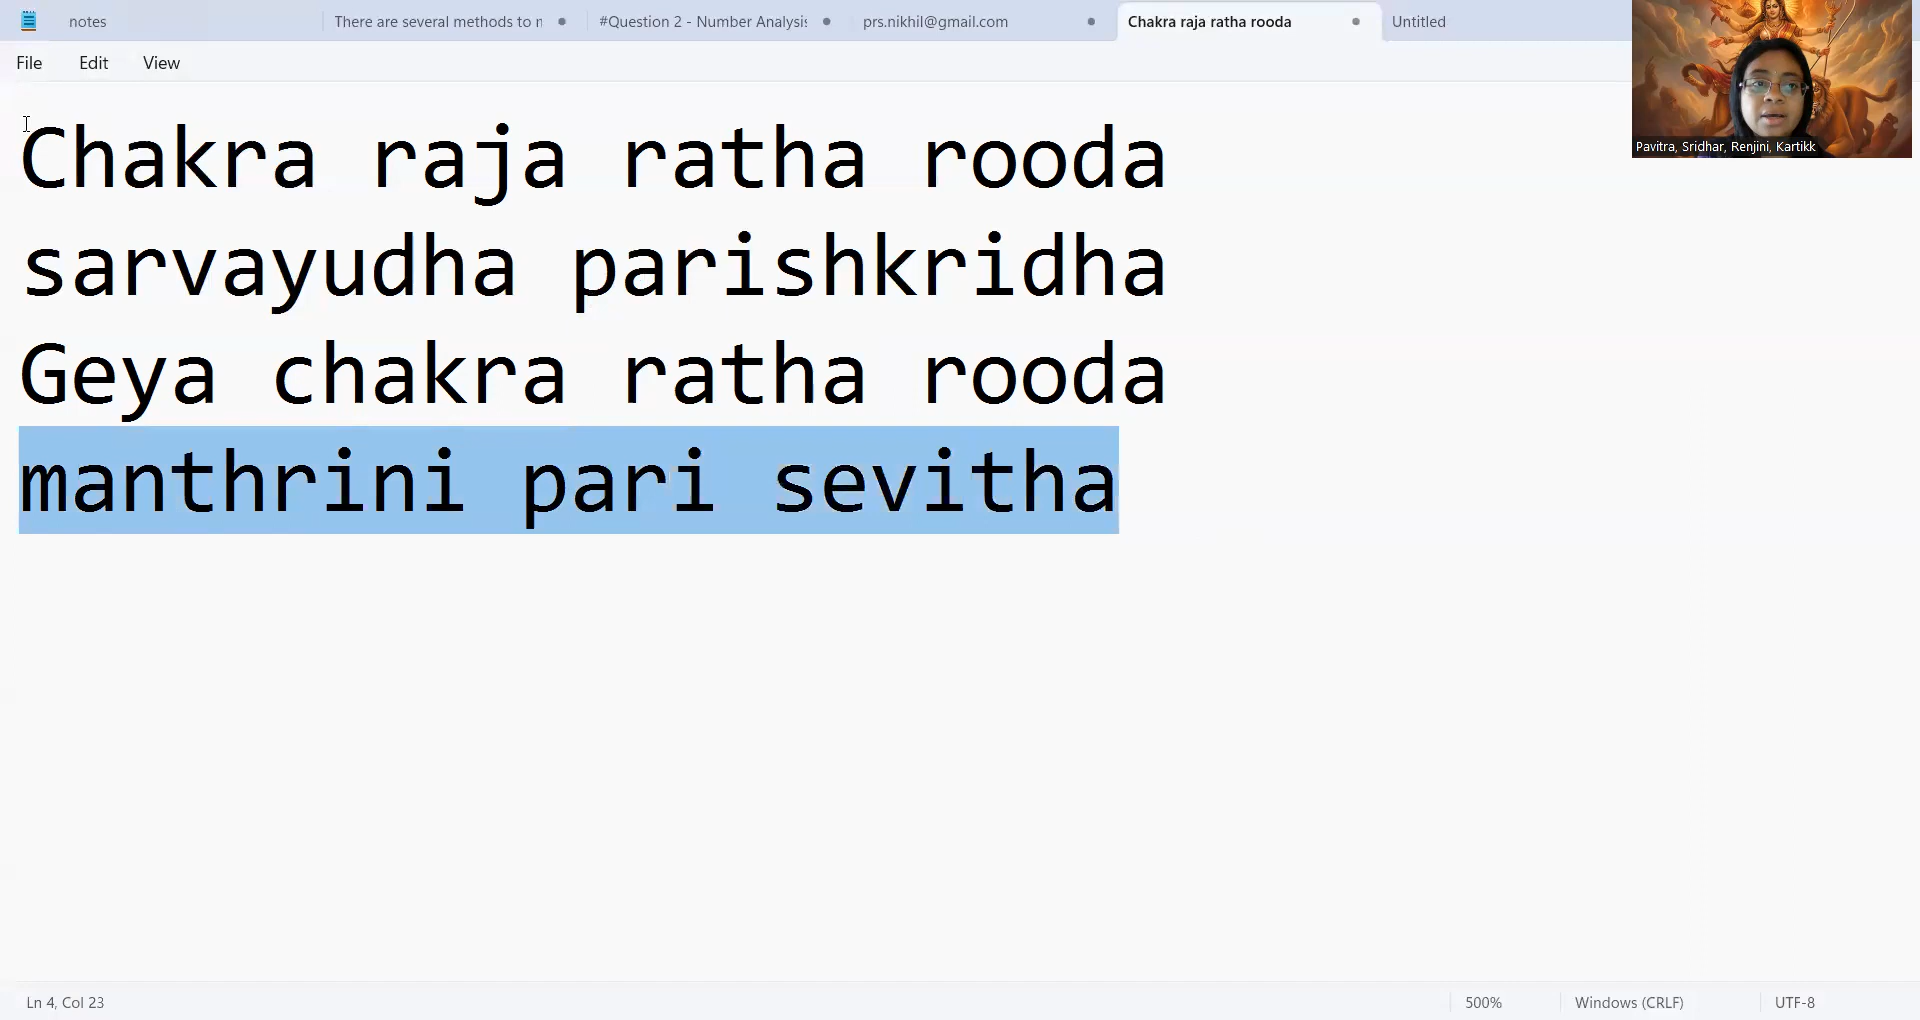 notes
There are several methods to n
#Question 2 - Number Analysis
prs.nikhil@gmail.com
Chakra raja ratha rooda
Untitled
File Edit View
Pavitra, Sridhar, Renjini, Kartikk
Chakra raja ratha rooda
sarvayudha parishkridha
Geya chakra ratha rooda
manthrini pari sevitha
Ln 4, Col 23
500%
Windows (CRLF)
UTF-8